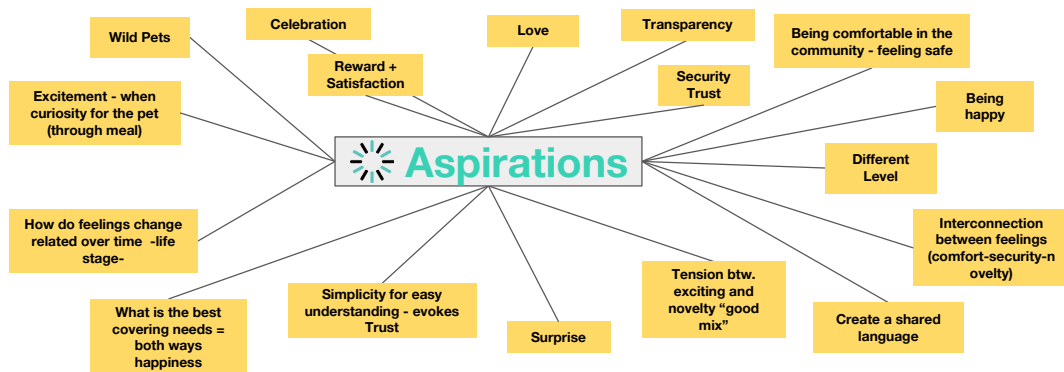 Wild Pets
Celebration
Reward +
Satisfaction
Love
Transparency
Security
Trust
Being comfortable in the
community - feeling safe
Excitement - when
curiosity for the pet
(through meal)
Being
happy
Aspirations
Different
Level
How do feelings change
related over time -life
stage-
Interconnection
between feelings
(comfort-security-n
ovelty)
What is the best
covering needs =
both ways
happiness
Simplicity for easy
understanding - evokes
Trust
Surprise
Tension btw.
exciting and
novelty “good
mix”
Create a shared
language